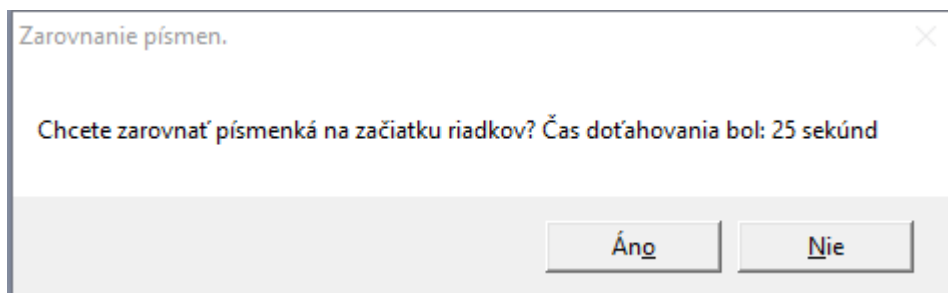 Zarovnanie písmen.
Chcete zarovnať písmenká na začiatku riadkov? Čas doťahovania bol: 25 sekúnd
Áno
Nie